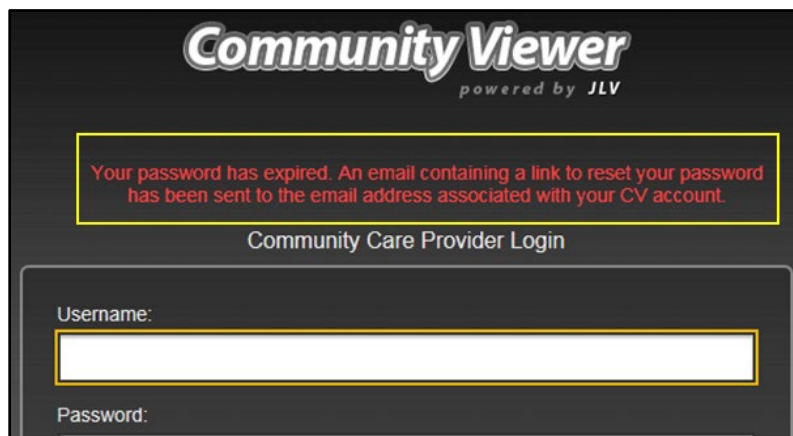 Community Viewer
powered by JLV
Your password has expired. An email containing a link to reset your password
has been sent to the email address associated with your CV account.
Community Care Provider Login
Username:
Password: